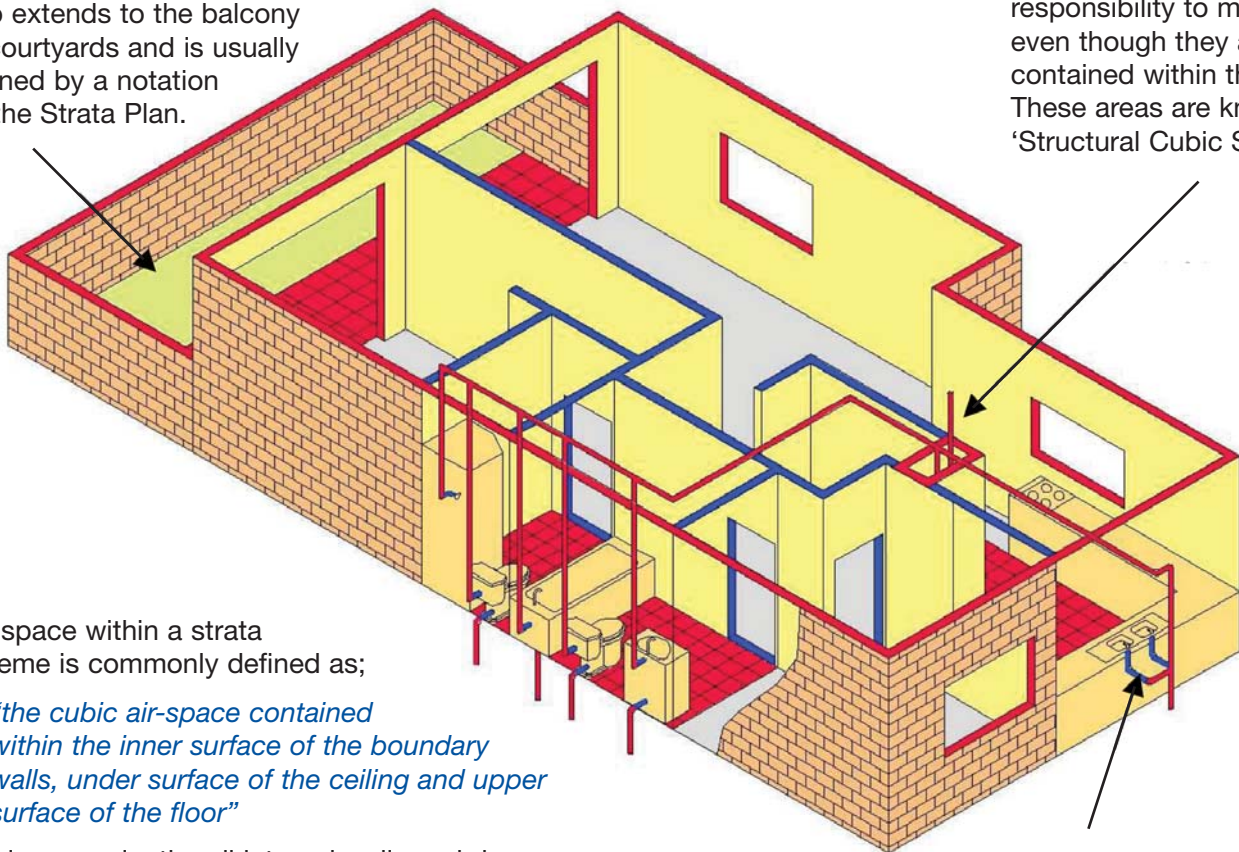 extends to the balcony
ourtyards and is usually
ned by a notation
the Strata Plan.
responsibility to m
even though they a
contained within th
These areas are kn
‘Structural Cubic S
space within a strata
eme is commonly defined as;
“the cubic air-space contained
within the inner surface of the boundary
walls, under surface of the ceiling and upper
surface of the floor”